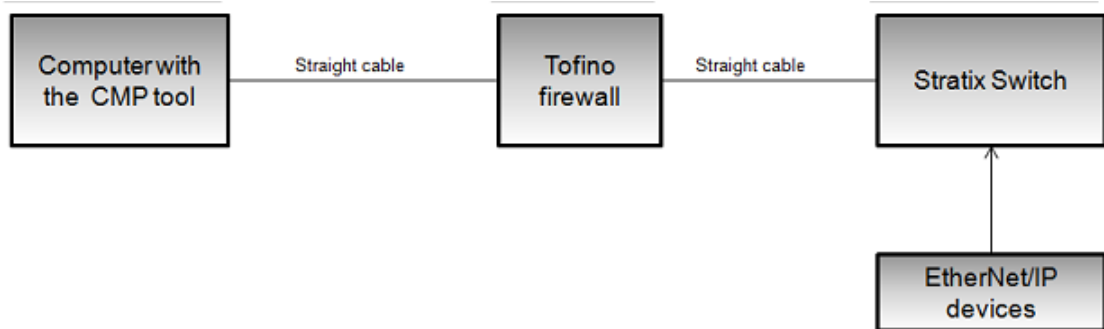 Computer with
the CMP tool
Straight cable
Tofino
firewall
Straight cable
Stratix Switch
EtherNet/IP
devices